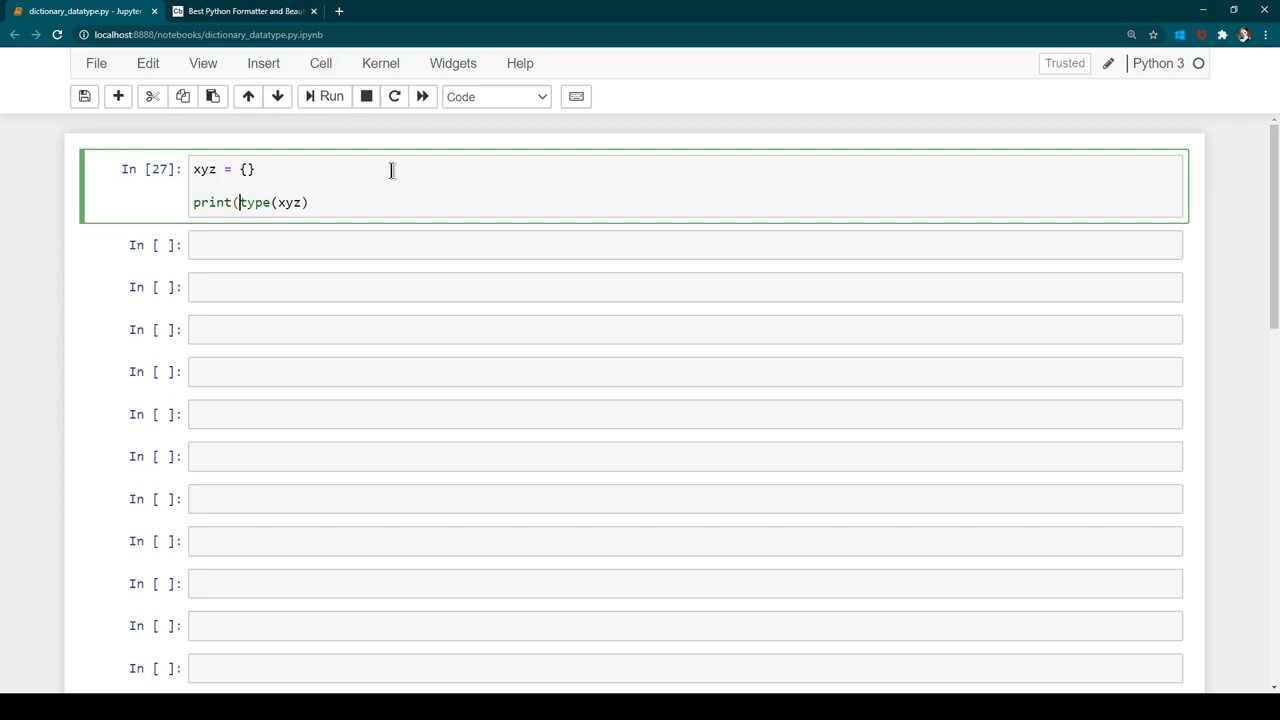 dictionary_datatype.py - Jupyter
Cb Best Python Formatter and Beau
localhost:8888/notebooks/dictionary_datatype.py.ipynb
File Edit View Insert Cell Kernel Widgets Help Trusted Python 3
Run Code
In [27]: xyz = {}
print(type(xyz)
In [ ]:
In [ ]:
In [ ]:
In [ ]:
In [ ]:
In [ ]:
In [ ]:
In [ ]:
In [ ]:
In [ ]:
In [ ]: